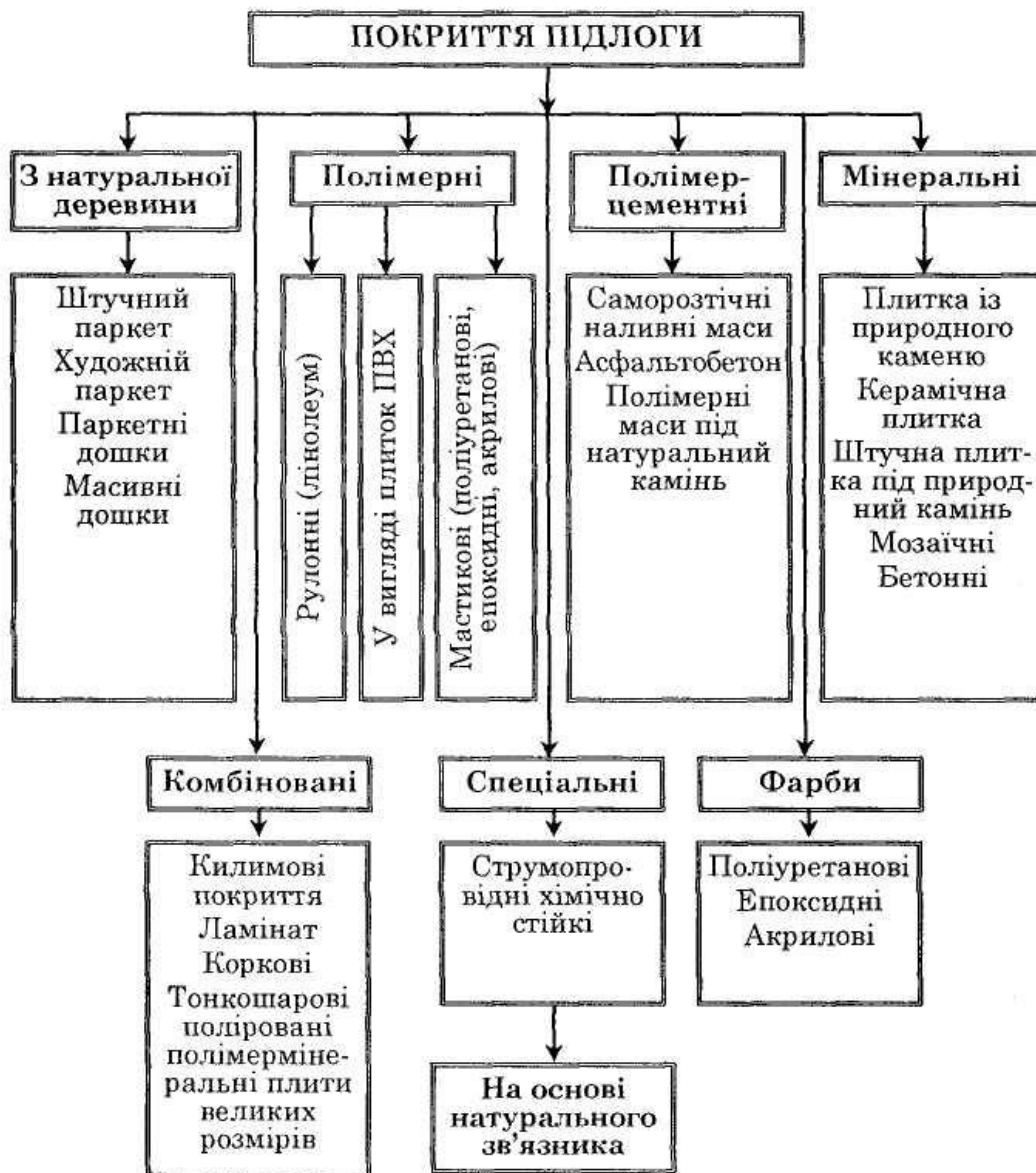 ПОКРИТТЯ ПІДЛОГИ
З натуральної
деревини
Полімерні
Полімер-
цементні
Мінеральні
Штучний
паркет
Художній
паркет
Паркетні
дошки
Масивні
дошки
Рулонні (лінолеум)
У вигляді плиток ПВХ
Мастикові (поліуретанові,
епоксидні, акрилові)
Саморозтічні
наливні маси
Асфальтобетон
Полімерні
маси під
натуральний
камінь
Плитка із
природного
каменю
Керамічна
плитка
Штучна плит-
ка під природ-
ний камінь
Мозаїчні
Бетонні
Комбіновані
Спеціальні
Фарби
Килимові
покриття
Ламінат
Коркові
Тонкошарові
поліровані
полімерміне-
ральні плити
великих
розмірів
Струмопро-
відні хімічно
стійкі
Поліуретанові
Епоксидні
Акрилові
На основі
натурального
зв'язника